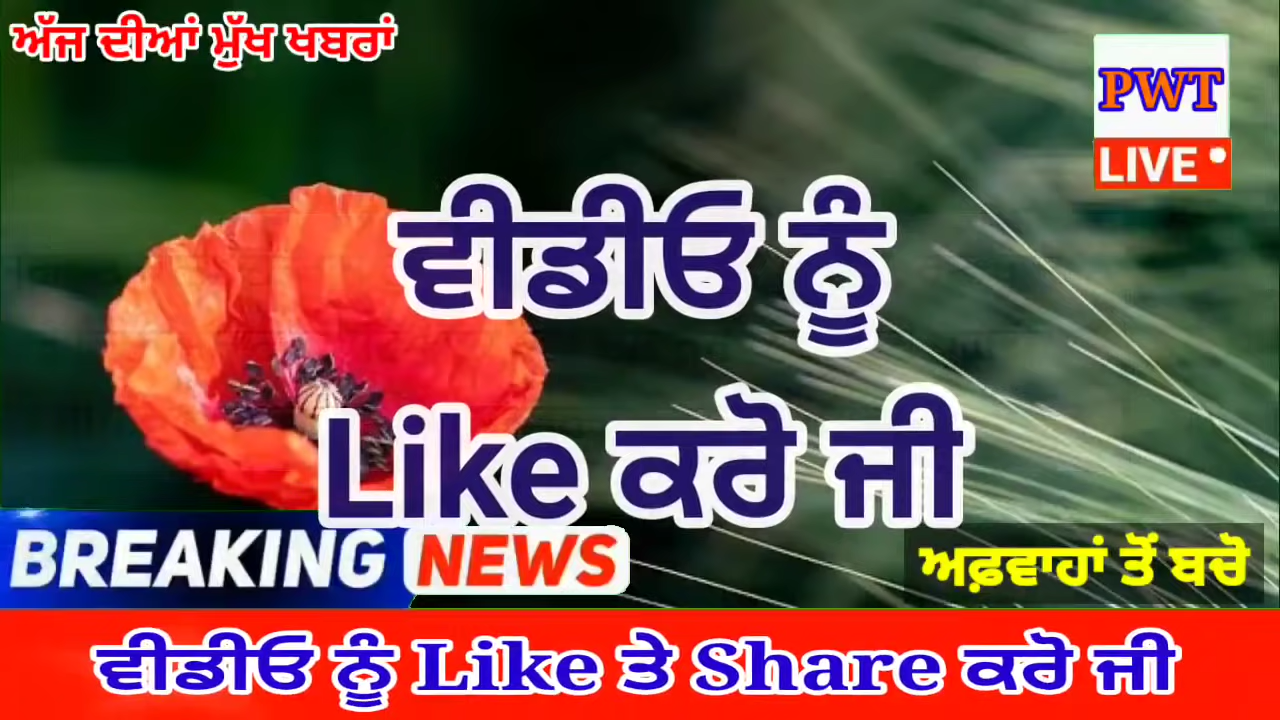 ਅੱਜ ਦੀਆਂ ਮੁੱਖ ਖਬਰਾਂ
PWT
LIVE
ਵੀਡੀਓ ਨੂੰ
Like ਕਰੋ ਜੀ
BREAKING NEWS
ਅਫ਼ਵਾਹਾਂ ਤੋਂ ਬਚੋ
ਵੀਡੀਓ ਨੂੰ Like ਤੇ Share ਕਰੋ ਜੀ